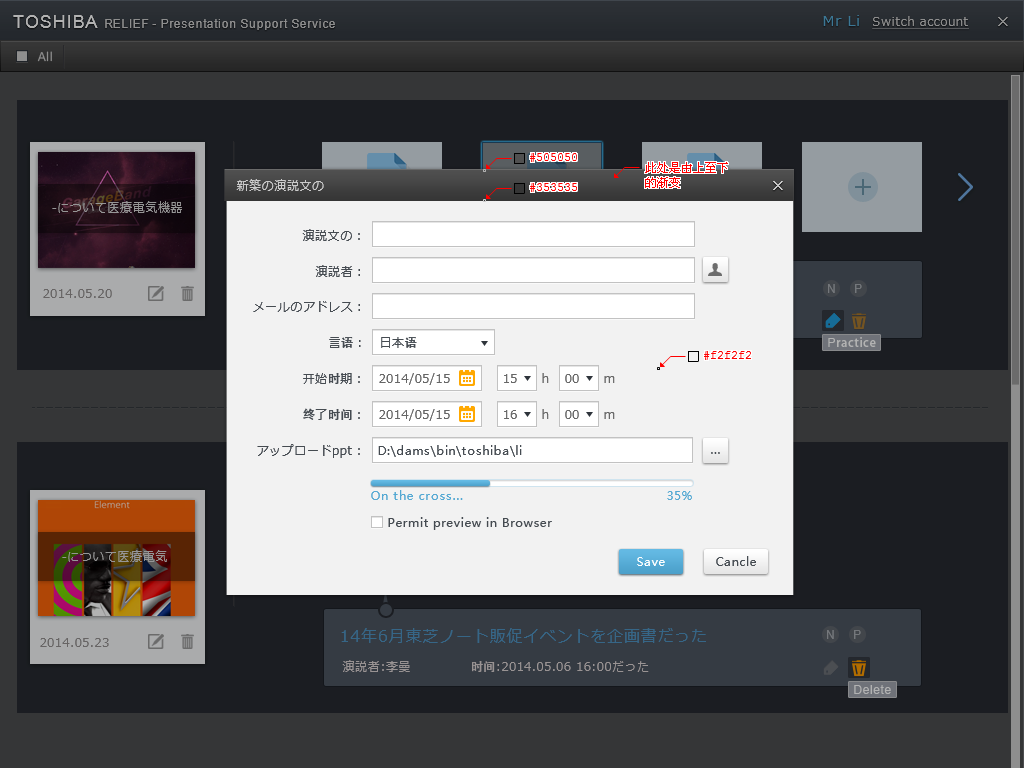 TOSHIBA RELIEF - Presentation Support Service
Mr Li Switch account
All
#505050
此处是由上至下
的渐变
新築の演説文の
#353535
-について医療電気機器
2014.05.20
演説文の：
演説者：
メールのアドレス：
言语：
日本语
#f2f2f2
开始时期：
2014/05/15
15 h 00 m
终了时间：
2014/05/15
16 h 00 m
アップロードppt：
D:\dams\bin\toshiba\li
...
On the cross... 35%
Permit preview in Browser
Save Cancle
N P
Practice
Element
-について医療電気
2014.05.23
14年6月東芝ノート販促イベントを企画書だった
演説者:李曼
时间:2014.05.06 16:00だった
N P
Delete